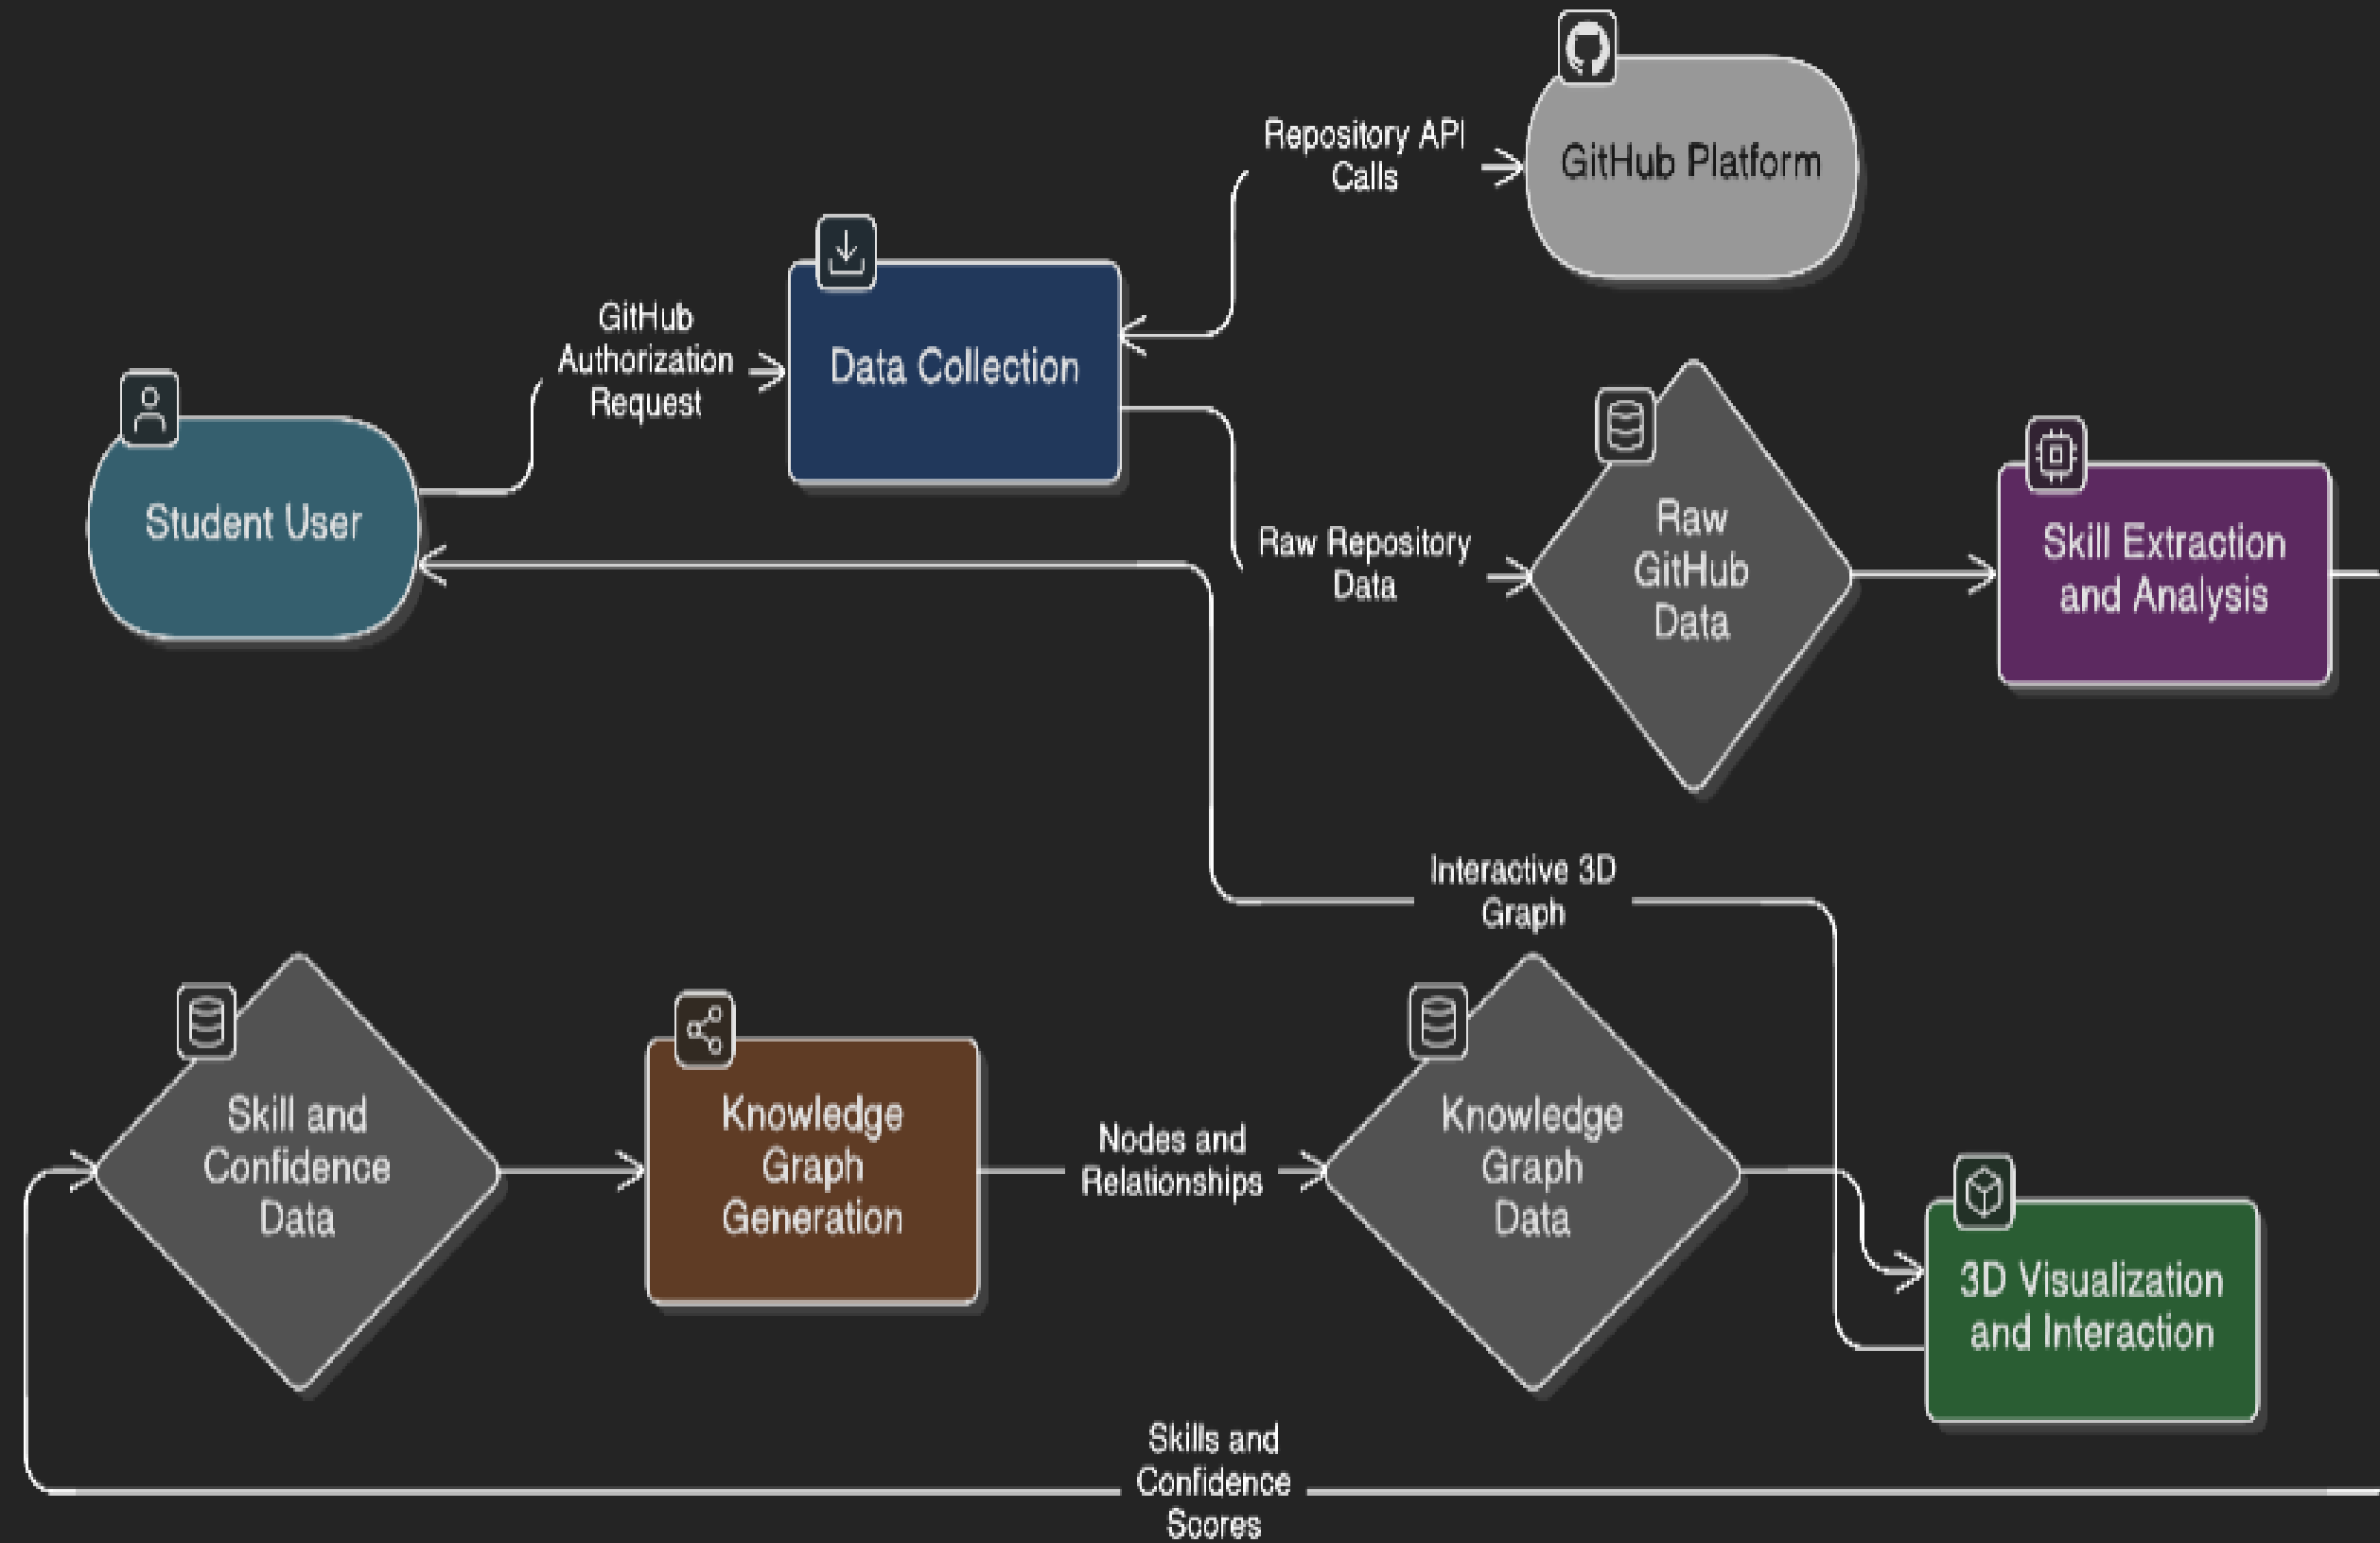 Repository API
Calls
GitHub Platform
GitHub
Authorization
Request
Data Collection
Student User
Raw Repository
Data
Raw
GitHub
Data
Skill Extraction
and Analysis
Interactive 3D
Graph
Skill and
Confidence
Data
Knowledge
Graph
Generation
Nodes and
Relationships
Knowledge
Graph
Data
3D Visualization
and Interaction
Skills and
Confidence
Scores